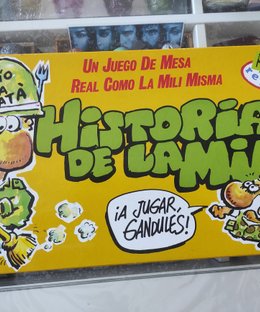 Un Juego De Mesa
Real Como La Mili Misma
HISTORIA
DE LA MI
¡A JUGAR,
GANDULES!